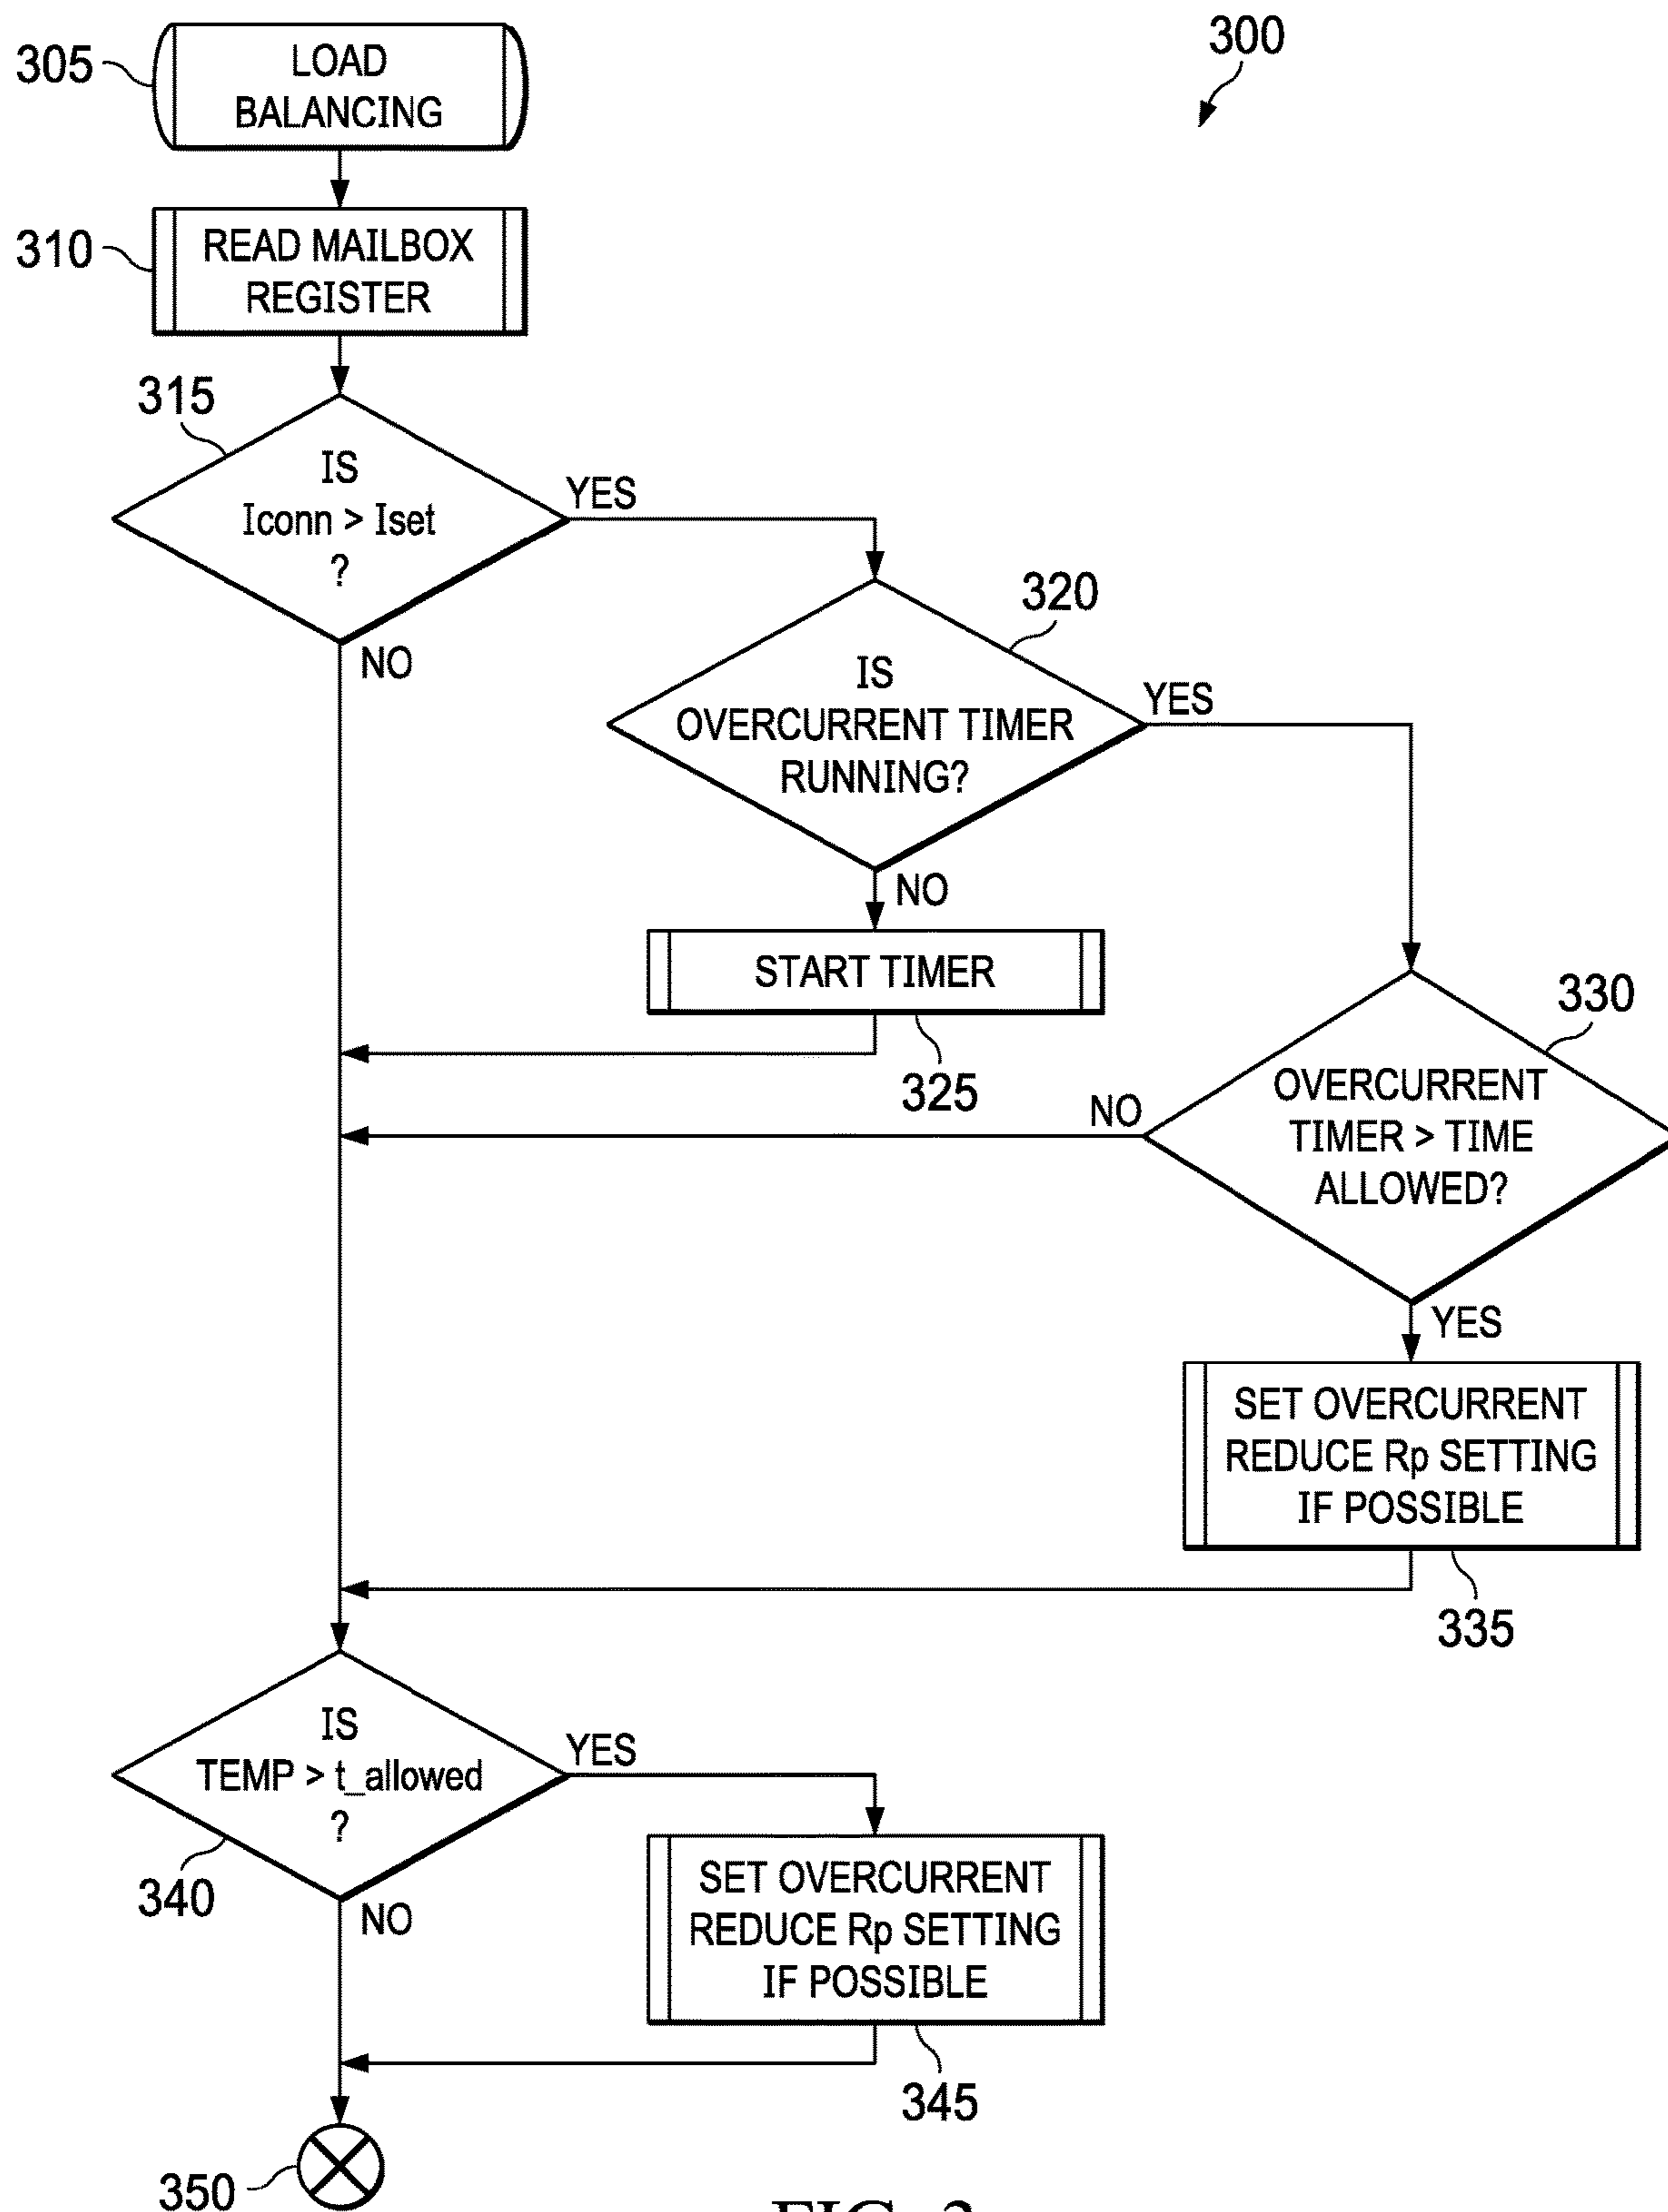 300
305
LOAD
BALANCING
310
READ MAILBOX
REGISTER
315
IS
Iconn > Iset
?
YES
NO
320
IS
OVERCURRENT TIMER
RUNNING?
YES
NO
START TIMER
325
330
OVERCURRENT
TIMER > TIME
ALLOWED?
NO
YES
SET OVERCURRENT
REDUCE Rp SETTING
IF POSSIBLE
335
IS
TEMP > t_allowed
?
YES
340
NO
SET OVERCURRENT
REDUCE Rp SETTING
IF POSSIBLE
345
350